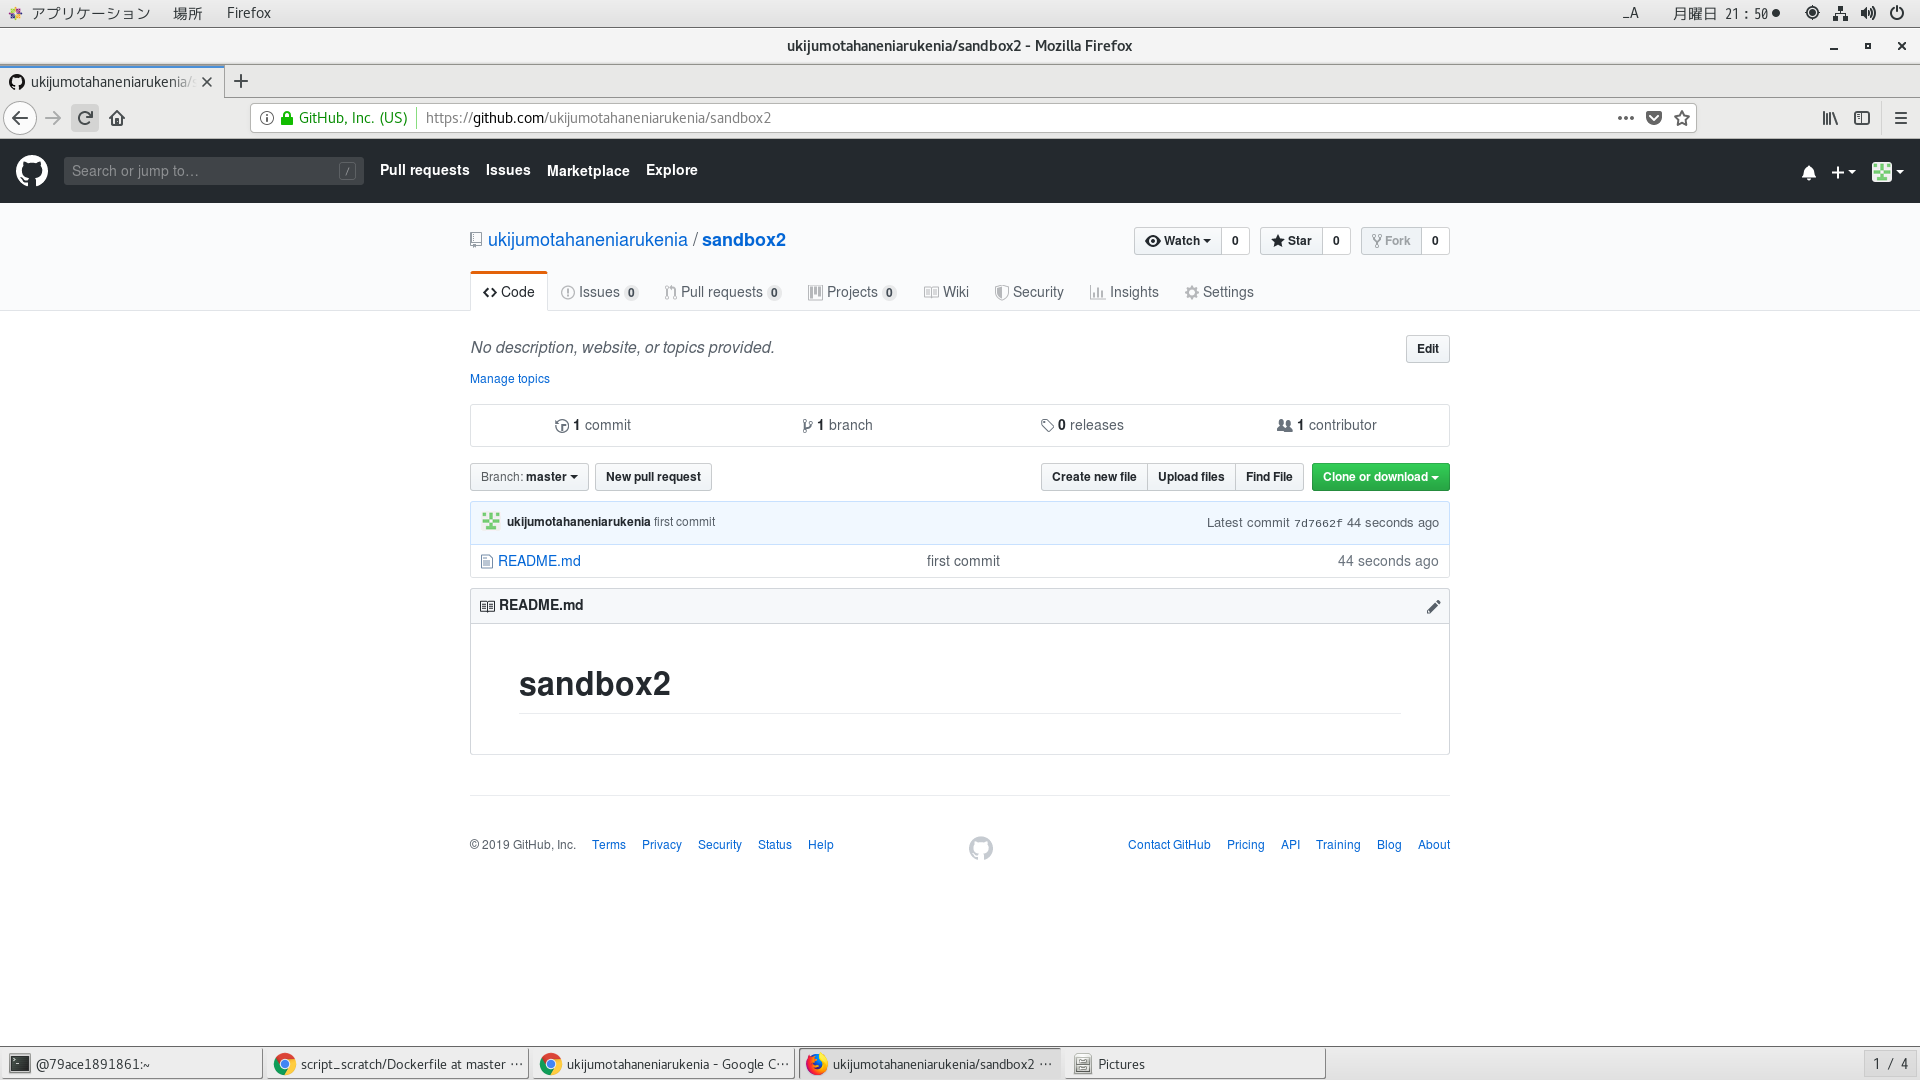 アプリケーション 場所 Firefox _A 月曜日 21：50
ukijumotahaneniarukenia/sandbox2 - Mozilla Firefox
ukijumotahaneniarukenia/s
GitHub, Inc. (US) https://github.com/ukijumotahaneniarukenia/sandbox2
Search or jump to… / Pull requests Issues Marketplace Explore
ukijumotahaneniarukenia / sandbox2 Watch 0 Star 0 Fork 0
Code Issues 0 Pull requests 0 Projects 0 Wiki Security Insights Settings
No description, website, or topics provided. Edit
Manage topics
1 commit 1 branch 0 releases 1 contributor
Branch: master New pull request Create new file Upload files Find File Clone or download
ukijumotahaneniarukenia first commit Latest commit 7d7662f 44 seconds ago
README.md first commit 44 seconds ago
README.md
sandbox2
© 2019 GitHub, Inc. Terms Privacy Security Status Help Contact GitHub Pricing API Training Blog About
@79ace1891861:~ script_scratch/Dockerfile at master … ukijumotahaneniarukenia - Google C… ukijumotahaneniarukenia/sandbox2 … Pictures 1 / 4